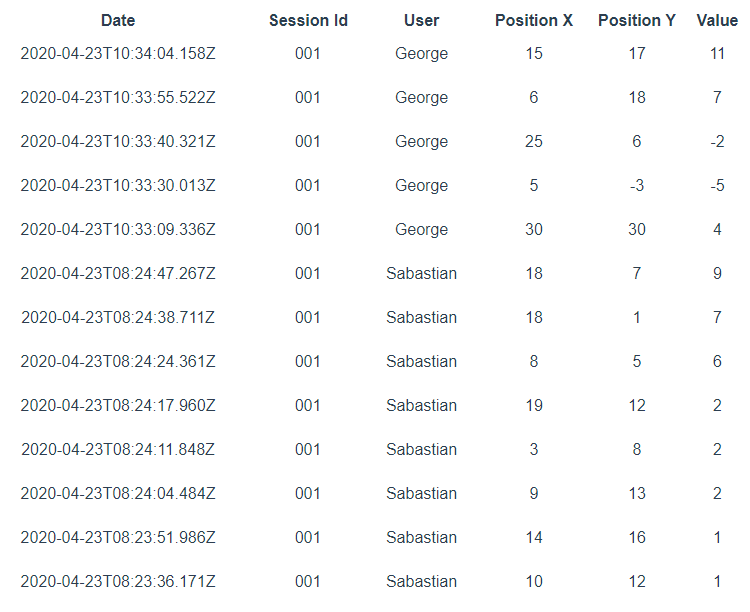 Date Session Id User Position X Position Y Value
2020-04-23T10:34:04.158Z 001 George 15 17 11
2020-04-23T10:33:55.522Z 001 George 6 18 7
2020-04-23T10:33:40.321Z 001 George 25 6 -2
2020-04-23T10:33:30.013Z 001 George 5 -3 -5
2020-04-23T10:33:09.336Z 001 George 30 30 4
2020-04-23T08:24:47.267Z 001 Sabastian 18 7 9
2020-04-23T08:24:38.711Z 001 Sabastian 18 1 7
2020-04-23T08:24:24.361Z 001 Sabastian 8 5 6
2020-04-23T08:24:17.960Z 001 Sabastian 19 12 2
2020-04-23T08:24:11.848Z 001 Sabastian 3 8 2
2020-04-23T08:24:04.484Z 001 Sabastian 9 13 2
2020-04-23T08:23:51.986Z 001 Sabastian 14 16 1
2020-04-23T08:23:36.171Z 001 Sabastian 10 12 1